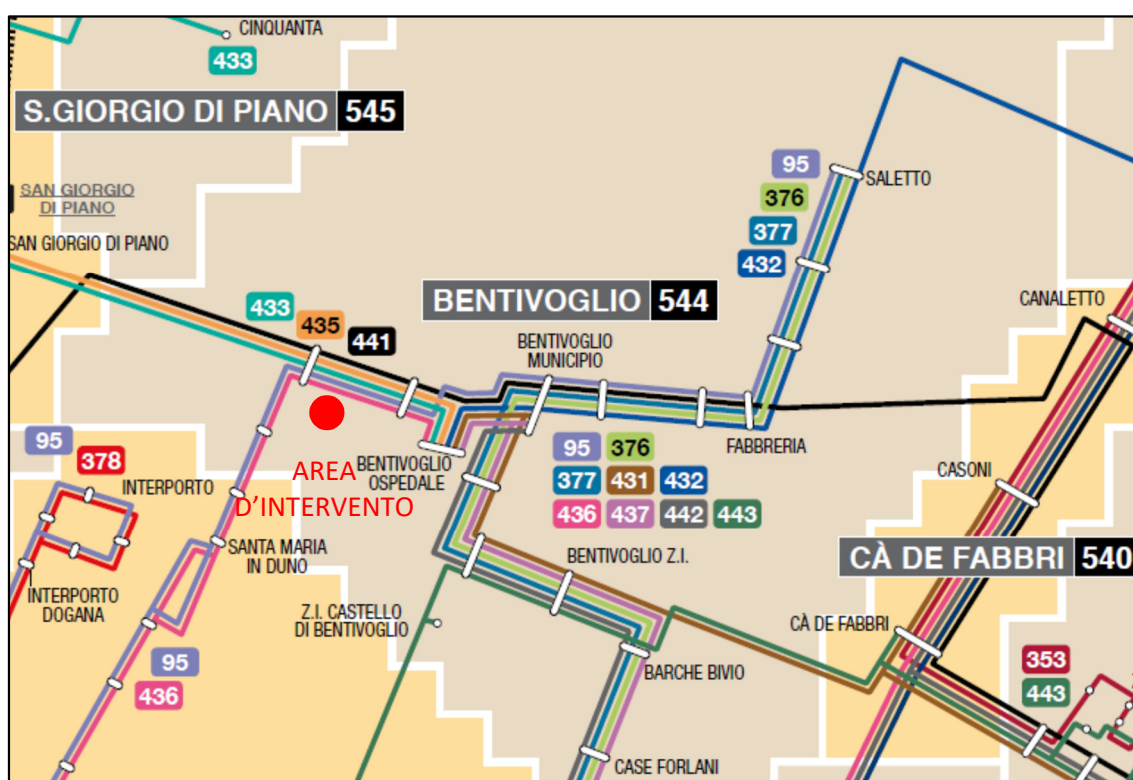 CINQUANTA
433
S.GIORGIO DI PIANO 545
SAN GIORGIO
DI PIANO
SAN GIORGIO DI PIANO
95
376
377
432
SALETTO
BENTIVOGLIO 544
CANALETTO
433
435
441
BENTIVOGLIO
MUNICIPIO
FABBRERIA
95
378
INTERPORTO
AREA
D'INTERVENTO
BENTIVOGLIO
OSPEDALE
95 376
377 431 432
436 437 442 443
CASONI
SANTA MARIA
IN DUNO
BENTIVOGLIO Z.I.
CÀ DE FABBRI 540
INTERPORTO
DOGANA
Z.I. CASTELLO
DI BENTIVOGLIO
CÀ DE FABBRI
95
436
BARCHE BIVIO
353
443
CASE FORLANI